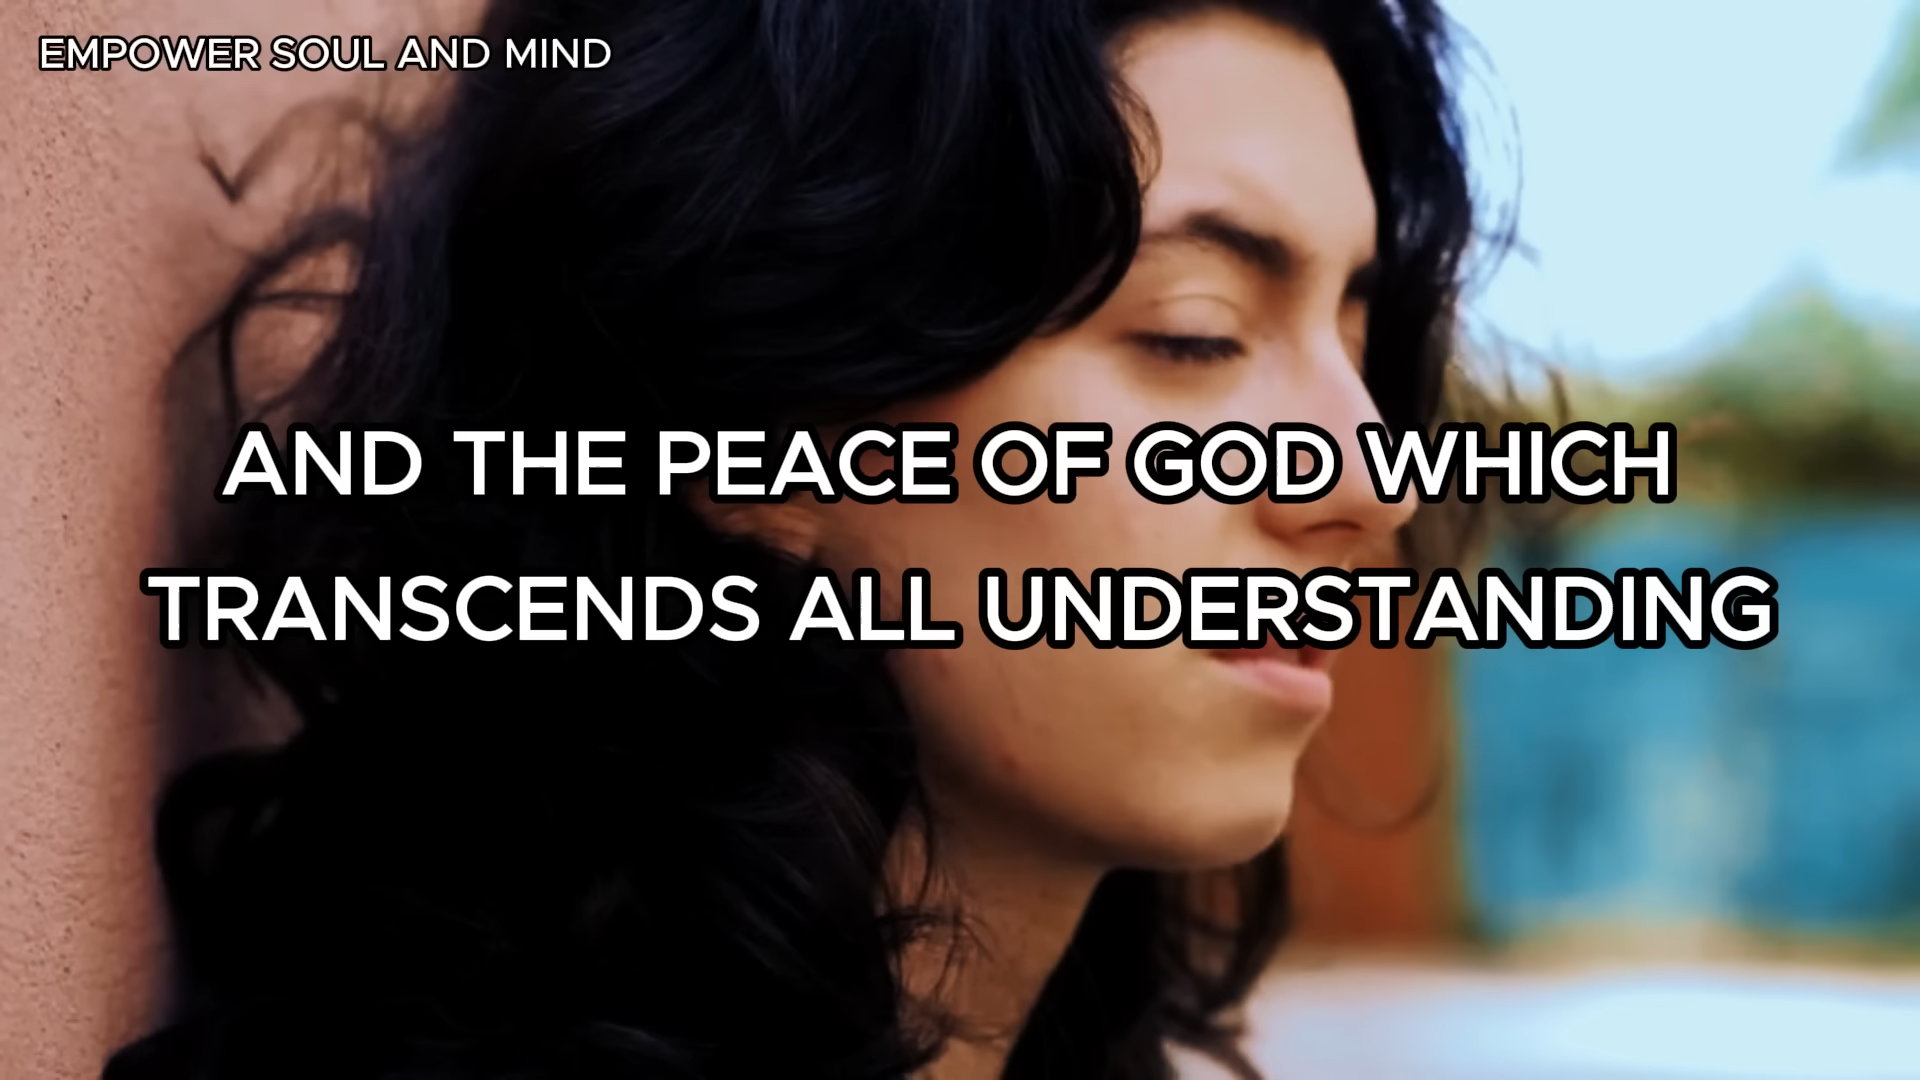 EMPOWER SOUL AND MIND
AND THE PEACE OF GOD WHICH
TRANSCENDS ALL UNDERSTANDING